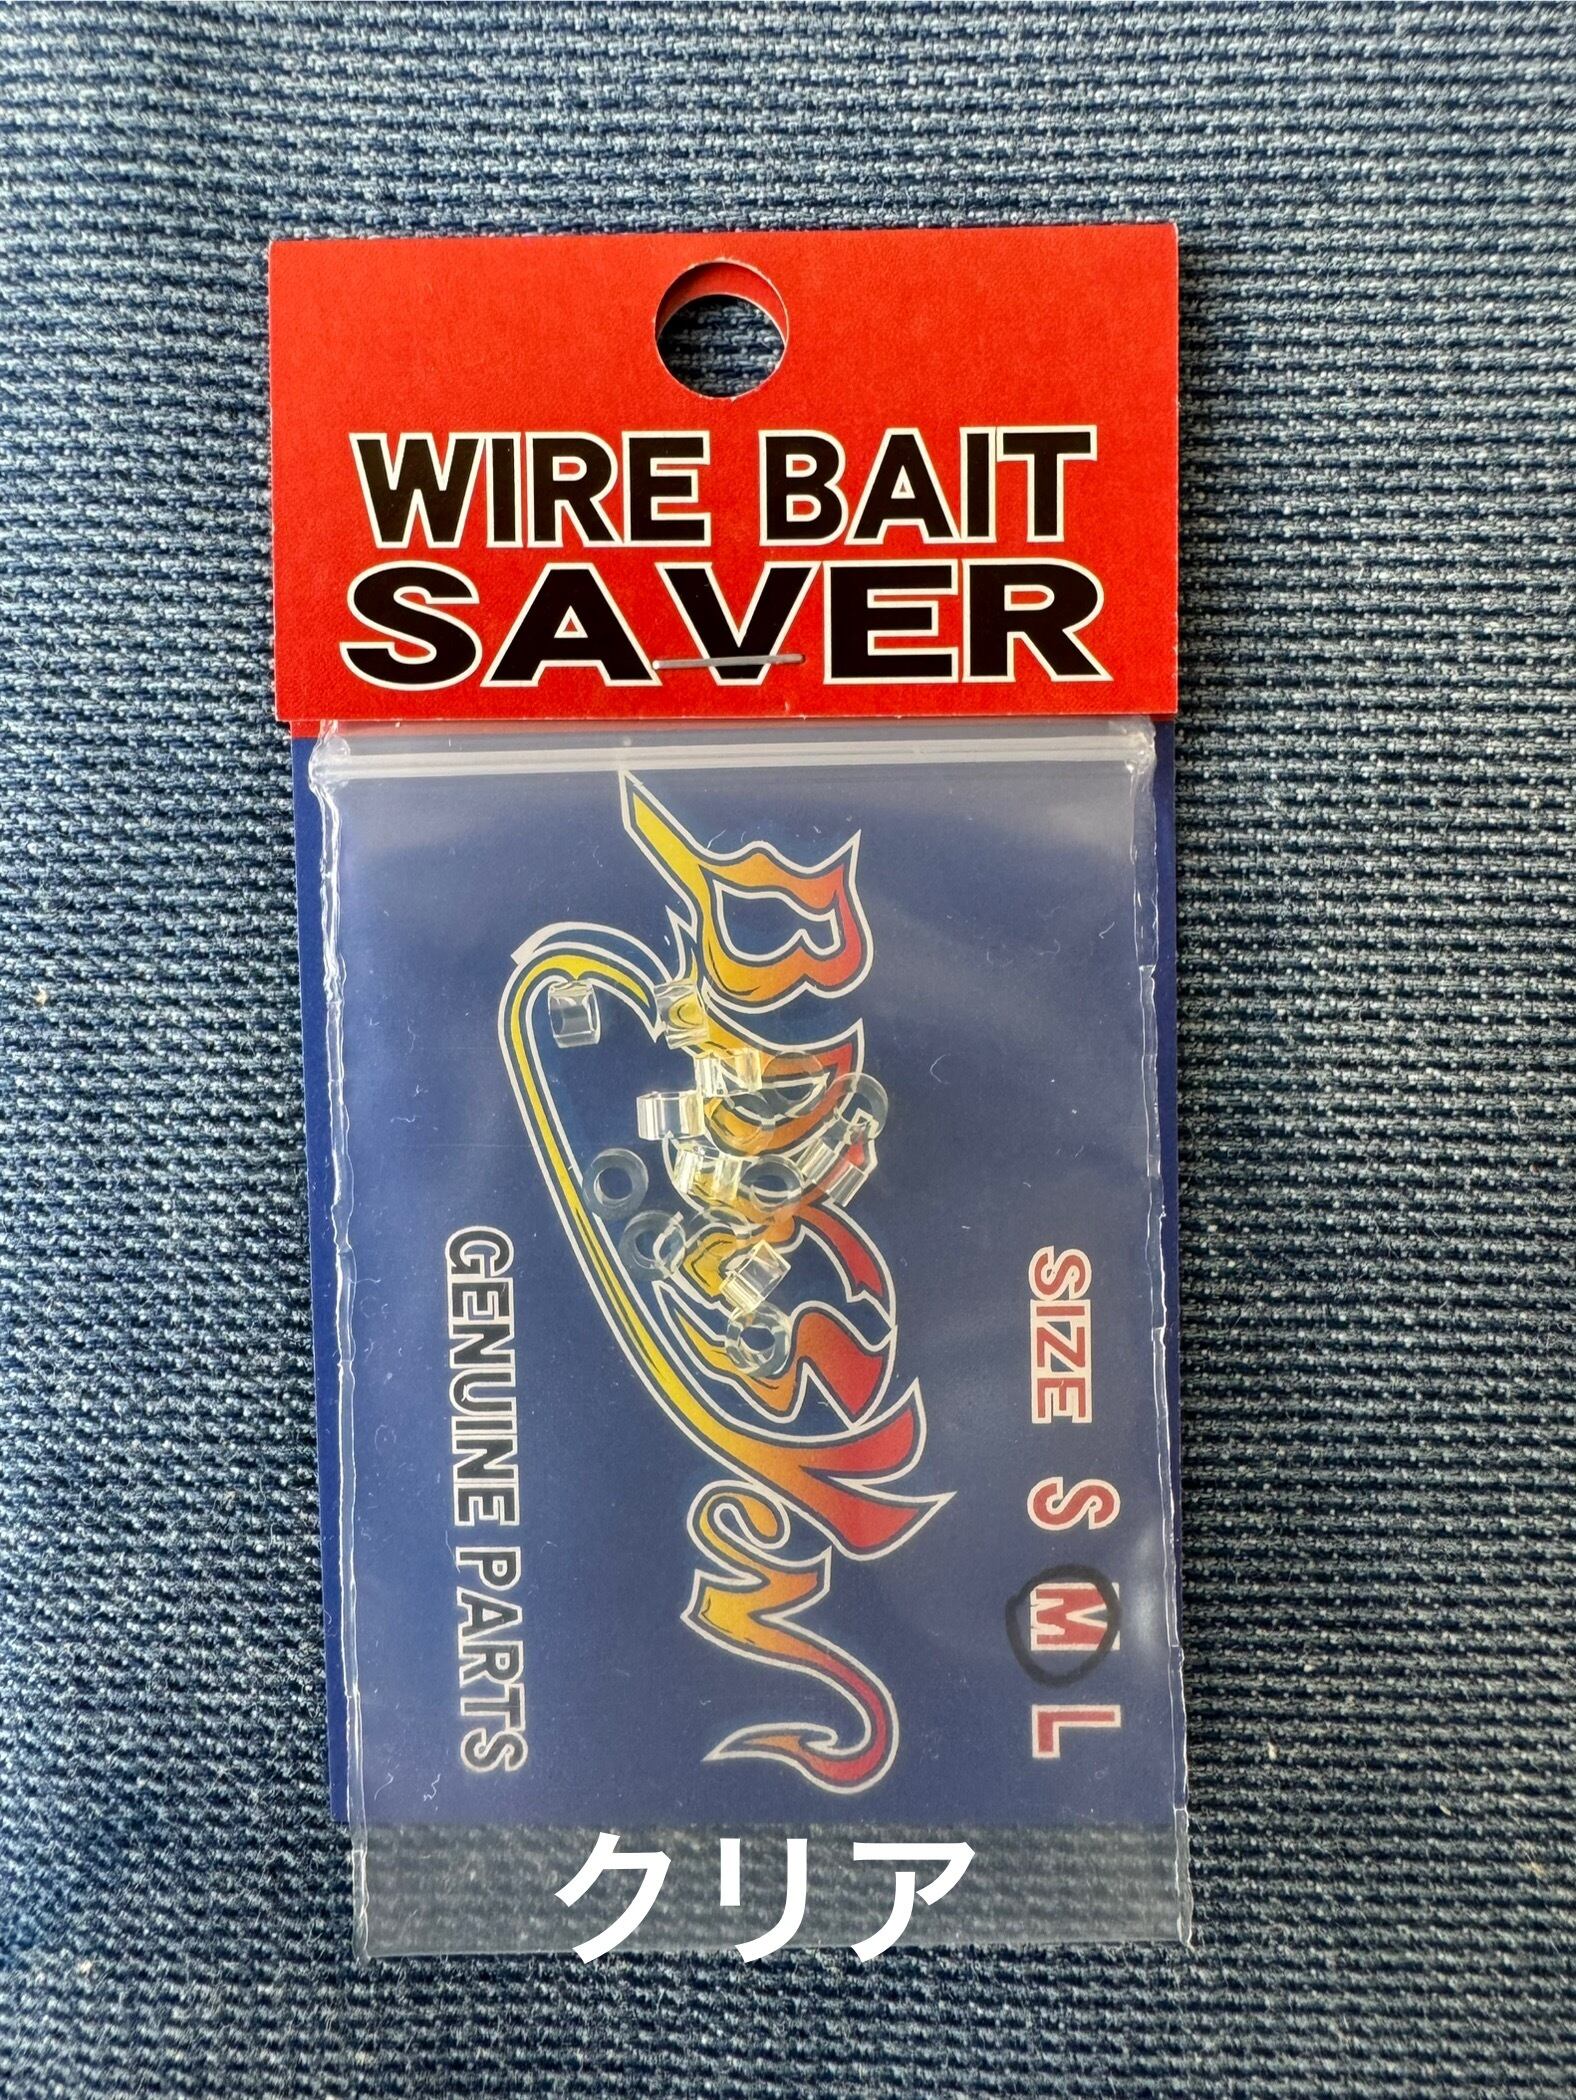 WIRE BAIT
SAVER
SIZE S M L
GENUINE PARTS
クリア